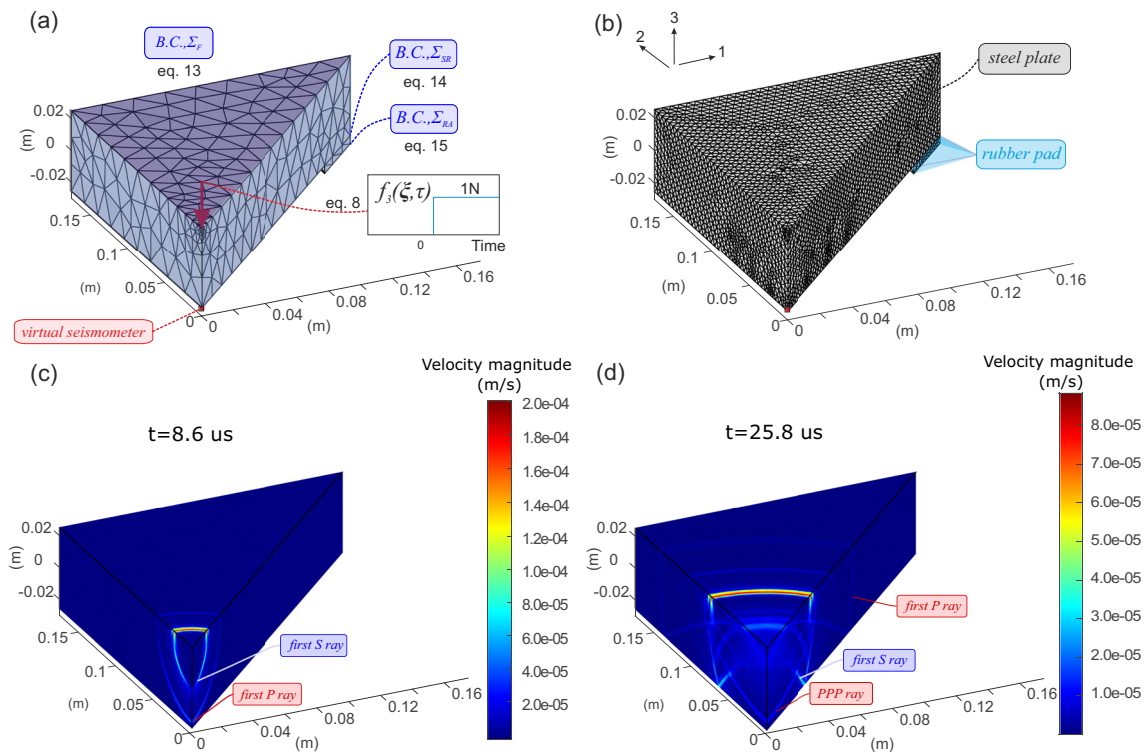 (a)
B.C.,Σ_F
eq. 13
B.C.,Σ_SR
eq. 14
B.C.,Σ_RA
eq. 15
0.02
0
-0.02
(m)
0.15
0.1
0.05
0
(m)
eq. 8
f₃(ξ,τ)
1N
0
Time
0
0.04
0.08
0.12
0.16
(m)
virtual seismometer
(b)
3
2
1
steel plate
rubber pad
0.02
0
-0.02
(m)
0.15
0.1
0.05
0
(m)
0
0.04
0.08
0.12
0.16
(m)
(c)
Velocity magnitude
(m/s)
t=8.6 us
2.0e-04
1.8e-04
1.6e-04
1.4e-04
1.2e-04
1.0e-04
8.0e-05
6.0e-05
4.0e-05
2.0e-05
0.02
0
-0.02
(m)
0.15
0.1
0.05
0
(m)
first S ray
first P ray
0
0.04
0.08
0.12
0.16
(m)
(d)
Velocity magnitude
(m/s)
t=25.8 us
8.0e-05
7.0e-05
6.0e-05
5.0e-05
4.0e-05
3.0e-05
2.0e-05
1.0e-05
0.02
0
-0.02
(m)
0.15
0.1
0.05
0
(m)
first P ray
first S ray
PPP ray
0
0.04
0.08
0.12
0.16
(m)